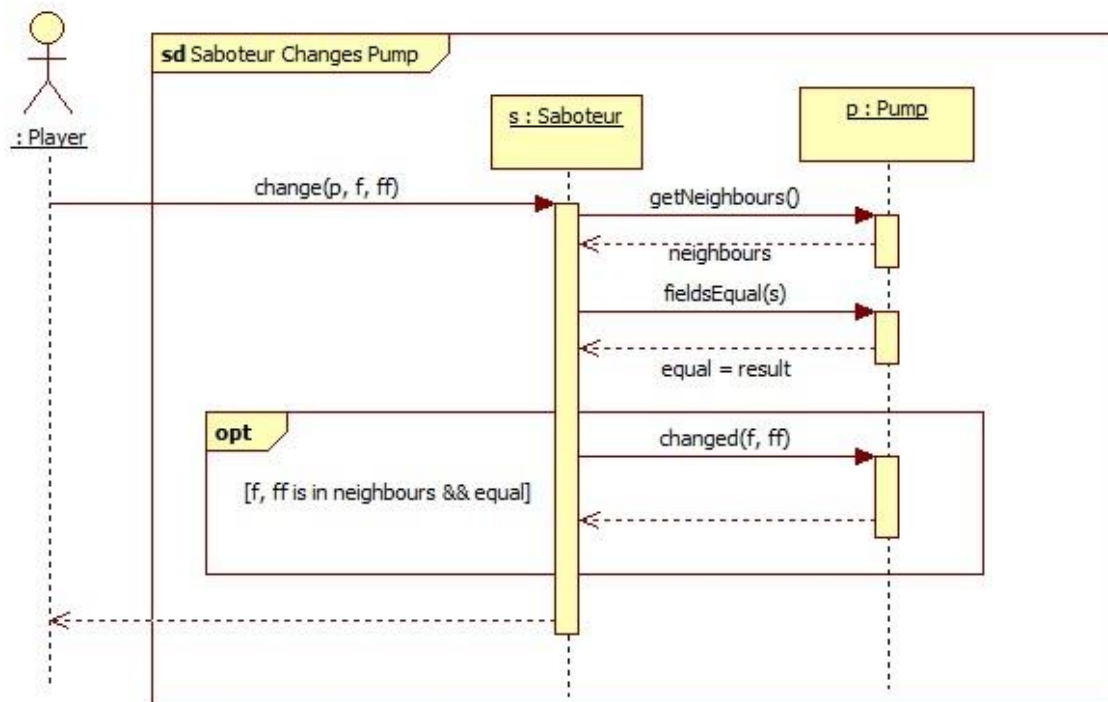 sd Saboteur Changes Pump
: Player
s : Saboteur
p : Pump
change(p, f, ff)
getNeighbours()
neighbours
fieldsEqual(s)
equal = result
opt
changed(f, ff)
[f, ff is in neighbours && equal]